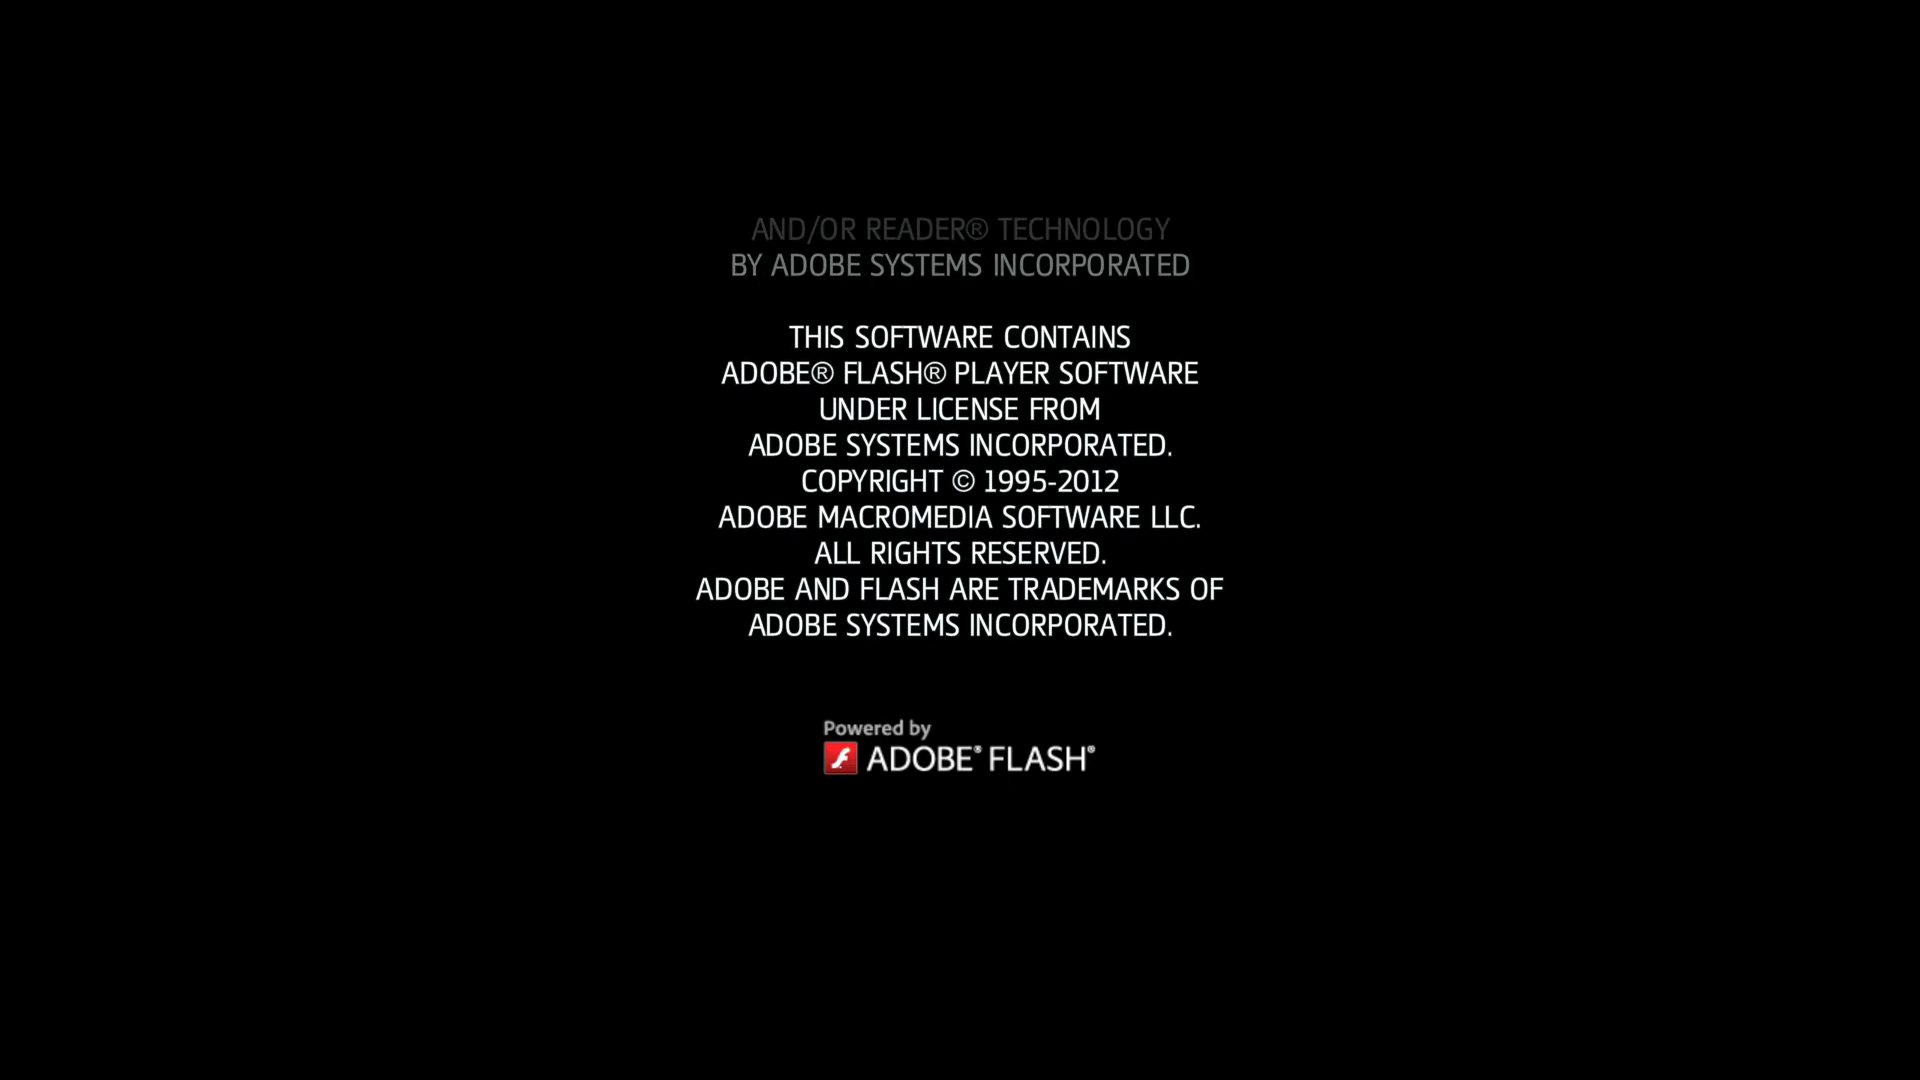 AND/OR READER® TECHNOLOGY
BY ADOBE SYSTEMS INCORPORATED
THIS SOFTWARE CONTAINS
ADOBE® FLASH® PLAYER SOFTWARE
UNDER LICENSE FROM
ADOBE SYSTEMS INCORPORATED.
COPYRIGHT © 1995-2012
ADOBE MACROMEDIA SOFTWARE LLC.
ALL RIGHTS RESERVED.
ADOBE AND FLASH ARE TRADEMARKS OF
ADOBE SYSTEMS INCORPORATED.
Powered by
ADOBE® FLASH®